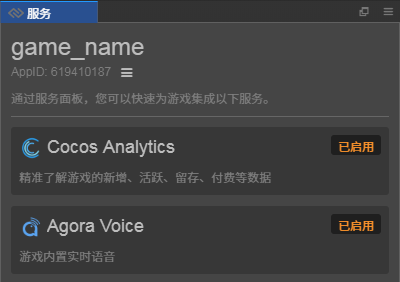 服务
game_name
AppID: 619410187
通过服务面板，您可以快速为游戏集成以下服务。
Cocos Analytics
已启用
精准了解游戏的新增、活跃、留存、付费等数据
Agora Voice
已启用
游戏内置实时语音